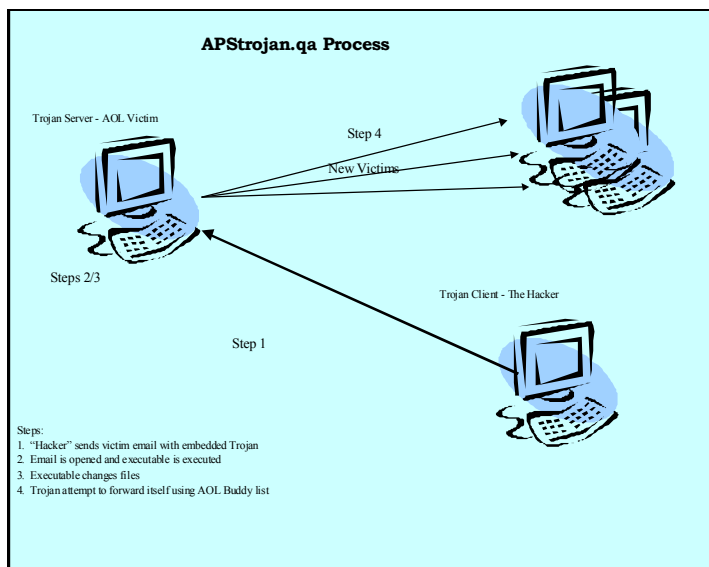 APStrojan.qa Process
Trojan Server - AOL Victim
Step 4
New Victims
Steps 2/3
Trojan Client - The Hacker
Step 1
Steps:
1. “Hacker” sends victim email with embedded Trojan
2. Email is opened and executable is executed
3. Executable changes files
4. Trojan attempt to forward itself using AOL Buddy list